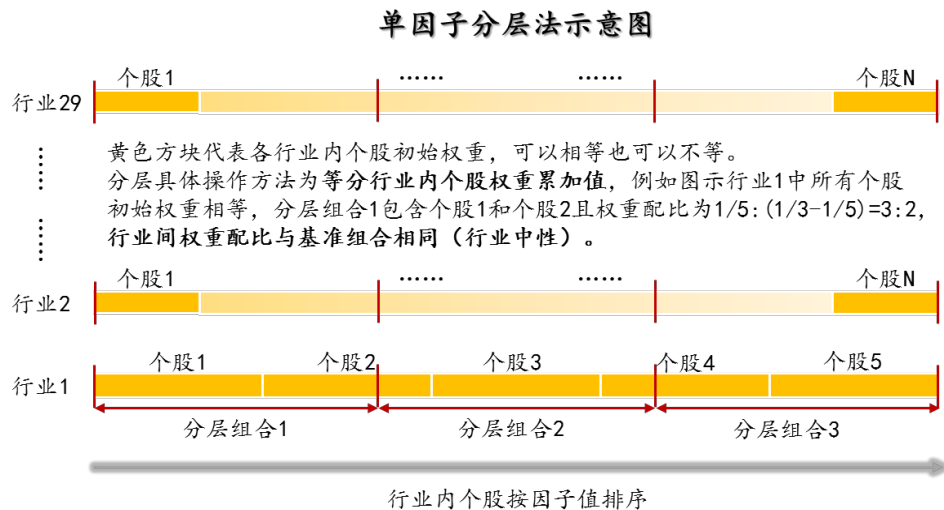 单因子分层法示意图
个股1 …… …… 个股N
行业29
黄色方块代表各行业内个股初始权重，可以相等也可以不等。
分层具体操作方法为等分行业内个股权重累加值，例如图示行业1中所有个股
初始权重相等，分层组合1包含个股1和个股2且权重配比为1/5:(1/3-1/5)=3:2，
行业间权重配比与基准组合相同（行业中性）。
……
……
个股1 …… …… 个股N
行业2
个股1 个股2 个股3 个股4 个股5
行业1
分层组合1 分层组合2 分层组合3
行业内个股按因子值排序